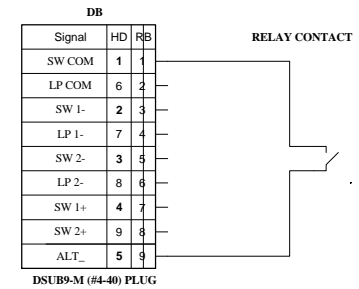 DB
Signal HD RB
RELAY CONTACT
SW COM 1 1
LP COM 6 2
SW 1- 2 3
LP 1- 7 4
SW 2- 3 5
LP 2- 8 6
SW 1+ 4 7
SW 2+ 9 8
ALT_ 5 9
DSUB9-M (#4-40) PLUG